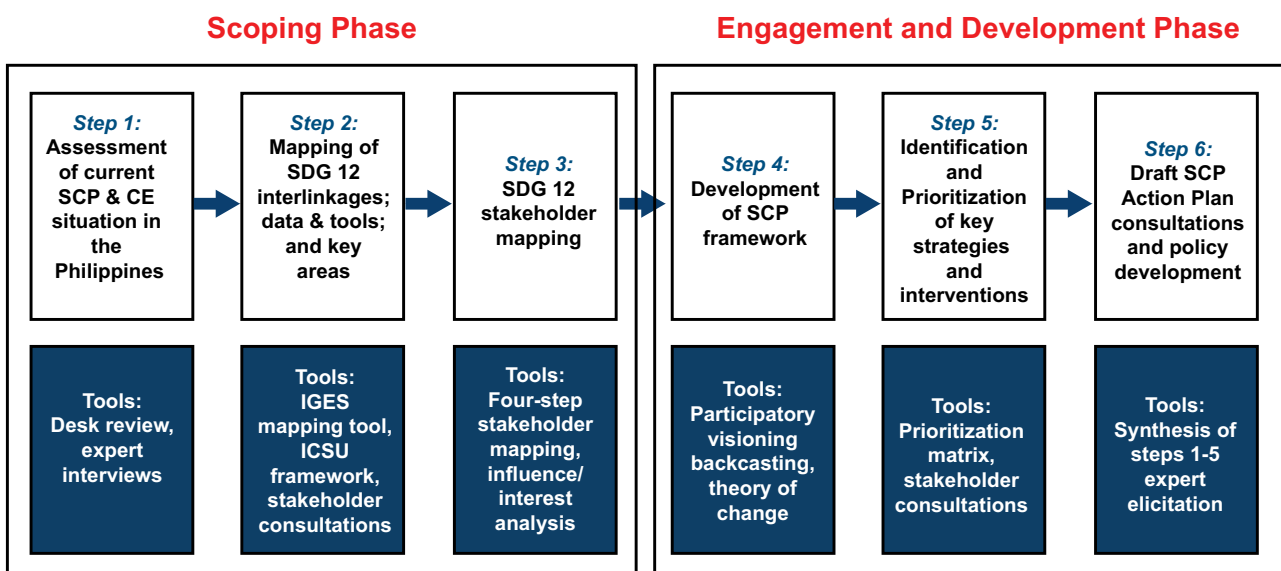 Scoping Phase
Engagement and Development Phase
Step 1:
Assessment
of current
SCP & CE
situation in
the
Philippines
Step 2:
Mapping of
SDG 12
interlinkages;
data & tools;
and key
areas
Step 3:
SDG 12
stakeholder
mapping
Step 4:
Development
of SCP
framework
Step 5:
Identification
and
Prioritization
of key
strategies
and
interventions
Step 6:
Draft SCP
Action Plan
consultations
and policy
development
Tools:
Desk review,
expert
interviews
Tools:
IGES
mapping tool,
ICSU
framework,
stakeholder
consultations
Tools:
Four-step
stakeholder
mapping,
influence/
interest
analysis
Tools:
Participatory
visioning
backcasting,
theory of
change
Tools:
Prioritization
matrix,
stakeholder
consultations
Tools:
Synthesis of
steps 1-5
expert
elicitation